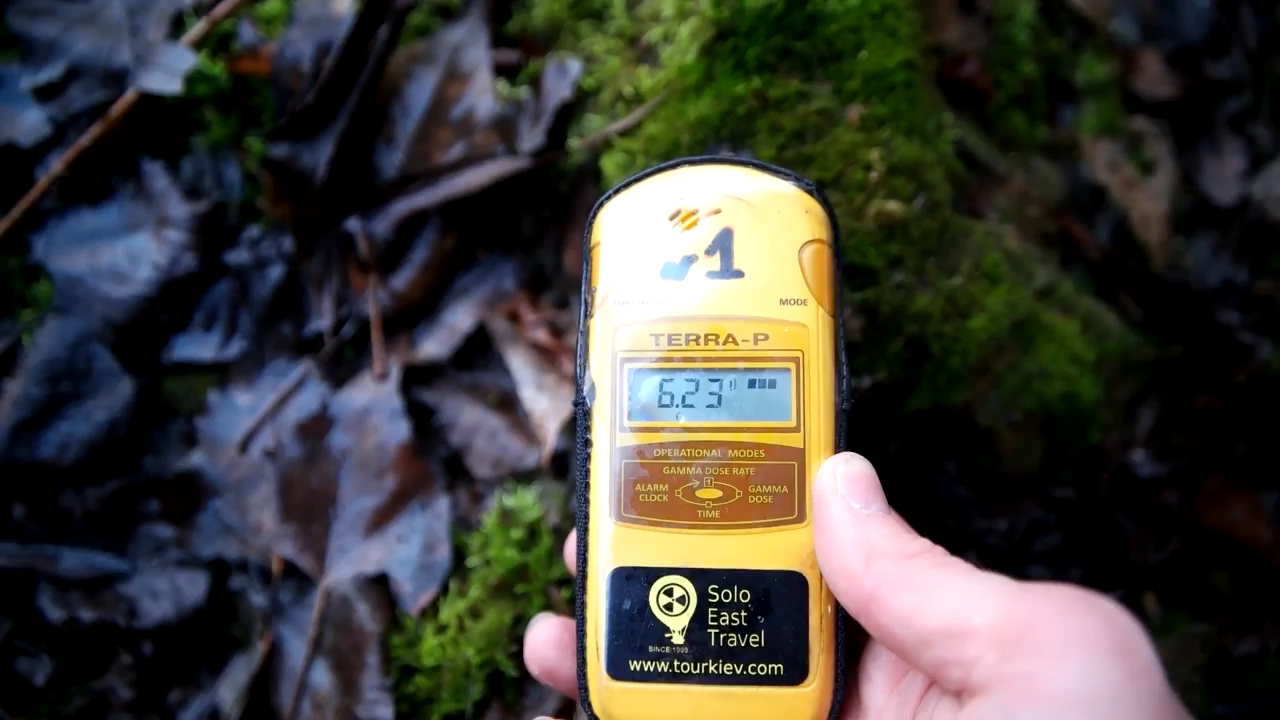 №1
MODE
TERRA-P
6.23
OPERATIONAL MODES
GAMMA DOSE RATE
ALARM CLOCK
GAMMA DOSE
TIME
Solo
East
Travel
SINCE 1999
www.tourkiev.com